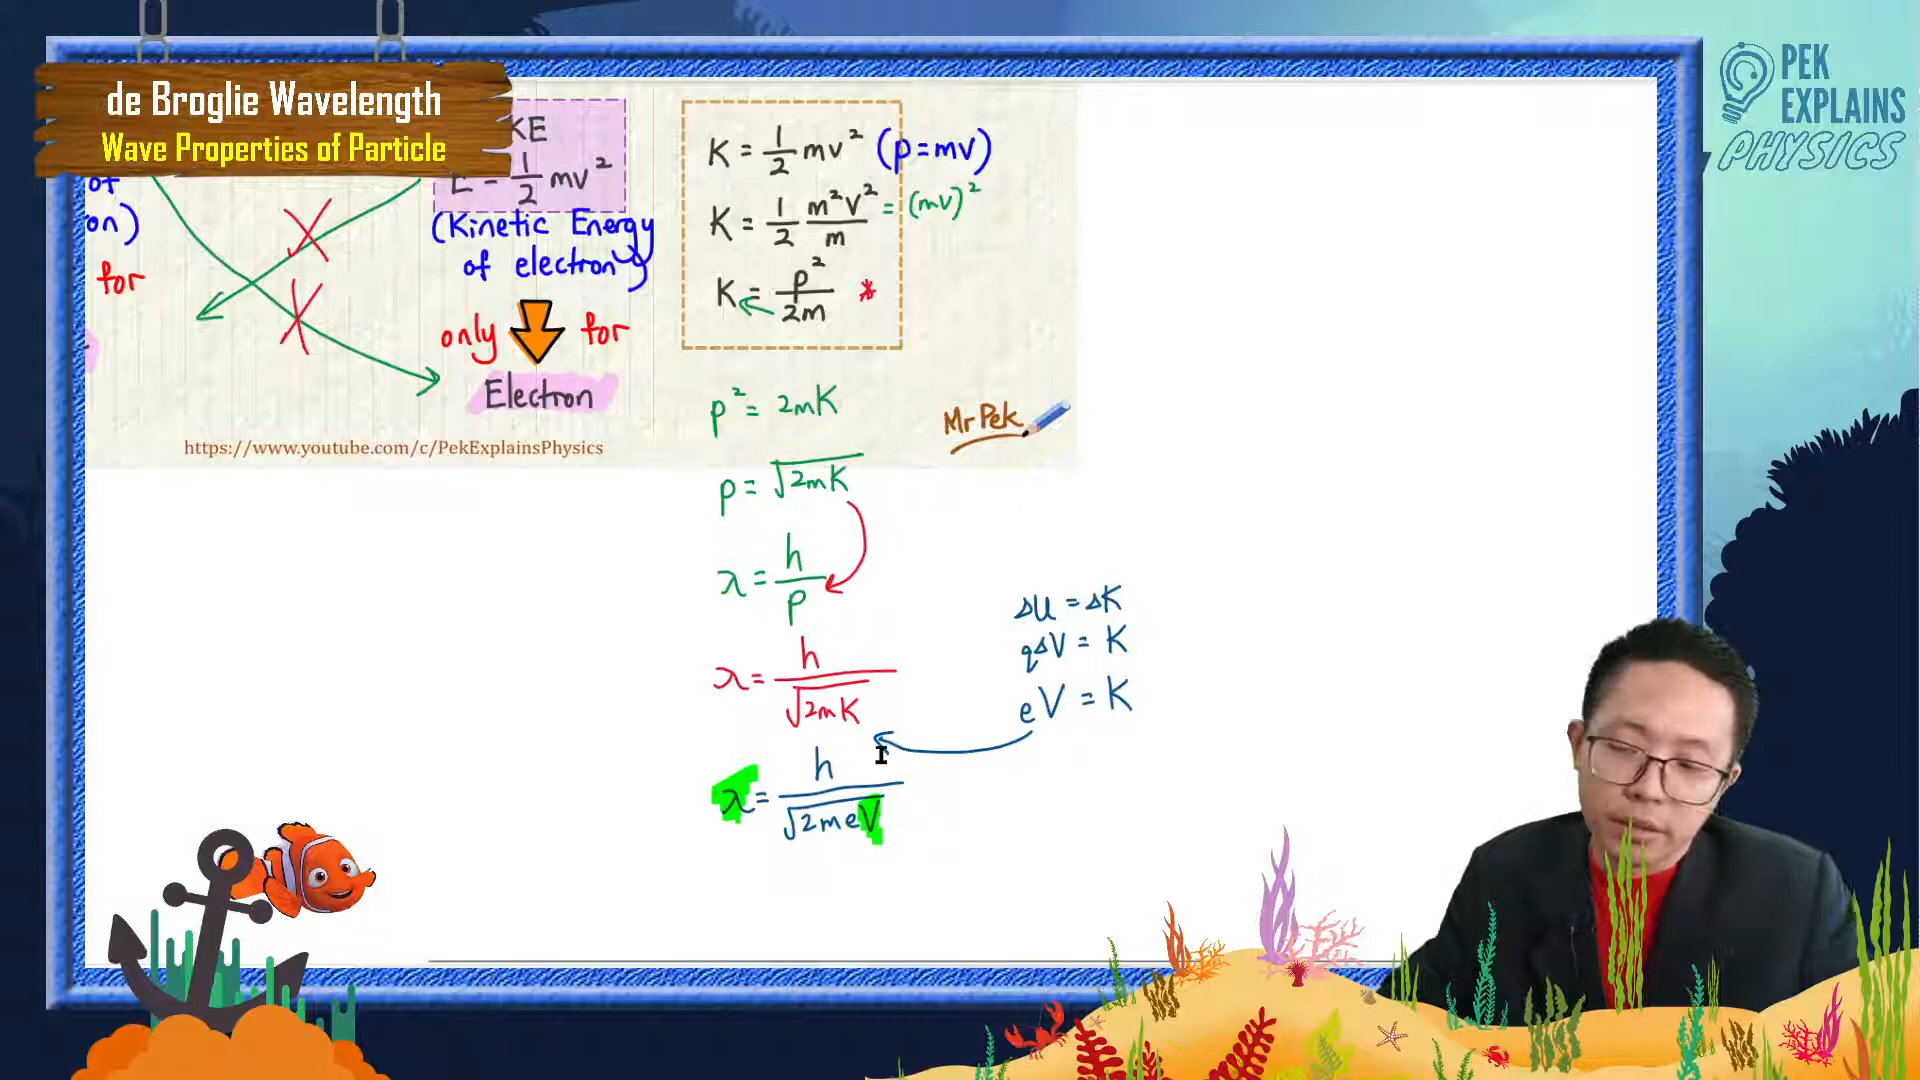 de Broglie Wavelength
Wave Properties of Particle
PEK
EXPLAINS
PHYSICS
of
on)
for
KE
E = 1/2 mv²
(Kinetic Energy
of electron)
only for
Electron
https://www.youtube.com/c/PekExplainsPhysics
K = 1/2 mv² (p=mv)
K = 1/2 m²v²/m = (mv)²
K = p²/2m *
Mr Pek
p² = 2mK
p = √2mK
λ = h/p
λ = h/√2mK
λ = h/√2meV
ΔU = ΔK
qΔV = K
eV = K